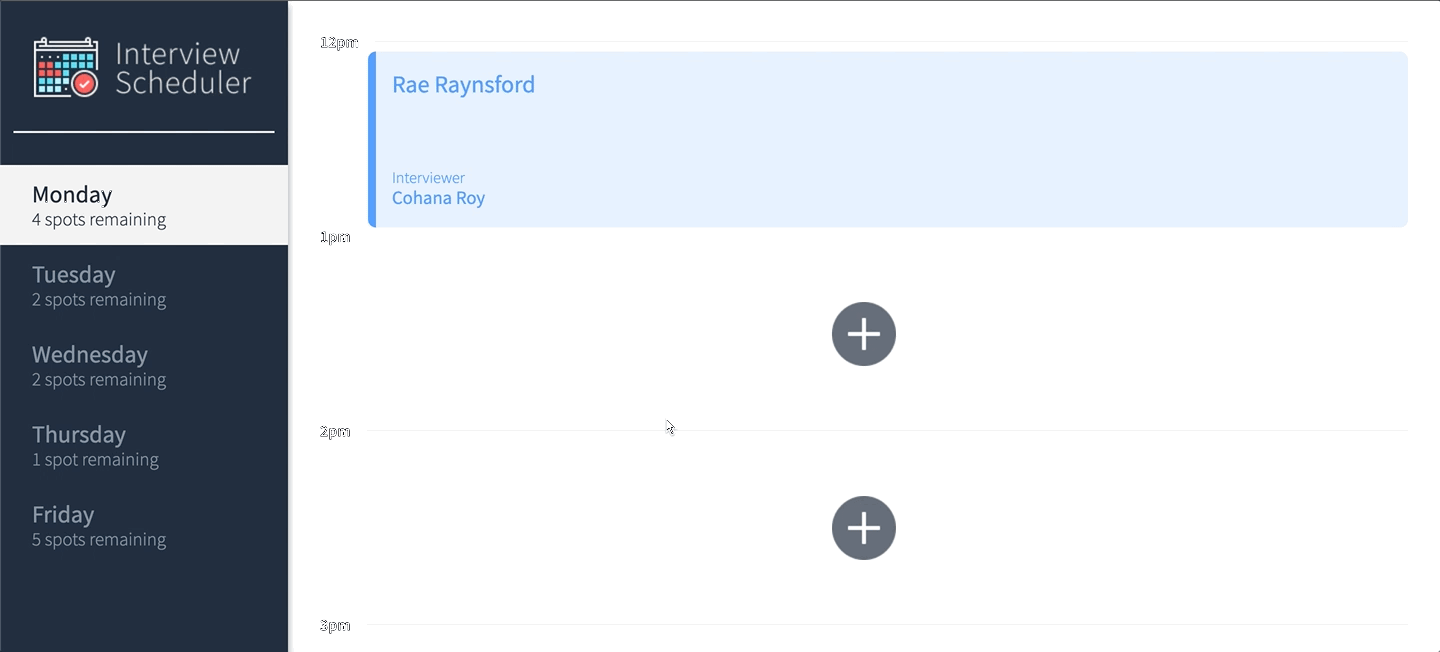 Interview
Scheduler
Monday
4 spots remaining
Tuesday
2 spots remaining
Wednesday
2 spots remaining
Thursday
1 spot remaining
Friday
5 spots remaining
12pm
Rae Raynsford
Interviewer
Cohana Roy
1pm
2pm
3pm